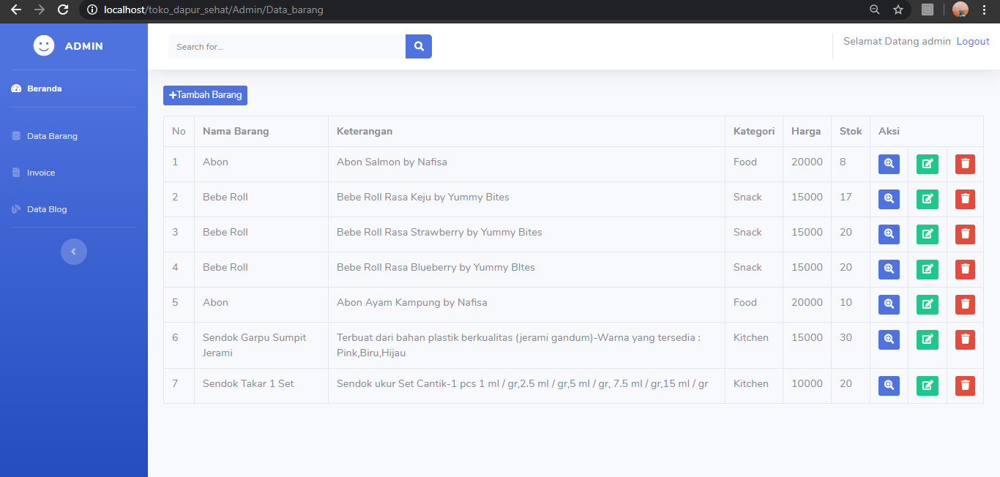 localhost/toko_dapur_sehat/Admin/Data_barang
ADMIN
Search for...
Selamat Datang admin Logout
Beranda
Data Barang
Invoice
Data Blog
+Tambah Barang
No Nama Barang Keterangan Kategori Harga Stok Aksi
1 Abon Abon Salmon by Nafisa Food 20000 8
2 Bebe Roll Bebe Roll Rasa Keju by Yummy Bites Snack 15000 17
3 Bebe Roll Bebe Roll Rasa Strawberry by Yummy Bites Snack 15000 20
4 Bebe Roll Bebe Roll Rasa Blueberry by Yummy BItes Snack 15000 20
5 Abon Abon Ayam Kampung by Nafisa Food 20000 10
6 Sendok Garpu Sumpit Terbuat dari bahan plastik berkualitas (jerami gandum)-Warna yang tersedia : Kitchen 15000 30
Jerami Pink,Biru,Hijau
7 Sendok Takar 1 Set Sendok ukur Set Cantik-1 pcs 1 ml / gr,2.5 ml / gr,5 ml / gr, 7.5 ml / gr,15 ml / gr Kitchen 10000 20